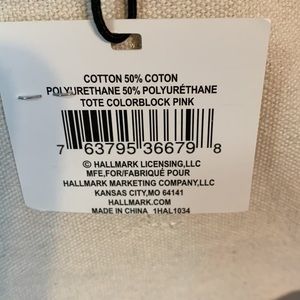 COTTON 50% COTON
POLYURETHANE 50% POLYURÉTHANE
TOTE COLORBLOCK PINK
7 63795 36679 8
© HALLMARK LICENSING,LLC
MFE,FOR/FABRIQUÉ POUR
HALLMARK MARKETING COMPANY,LLC
KANSAS CITY,MO 64141
HALLMARK.COM
MADE IN CHINA 1HAL1034